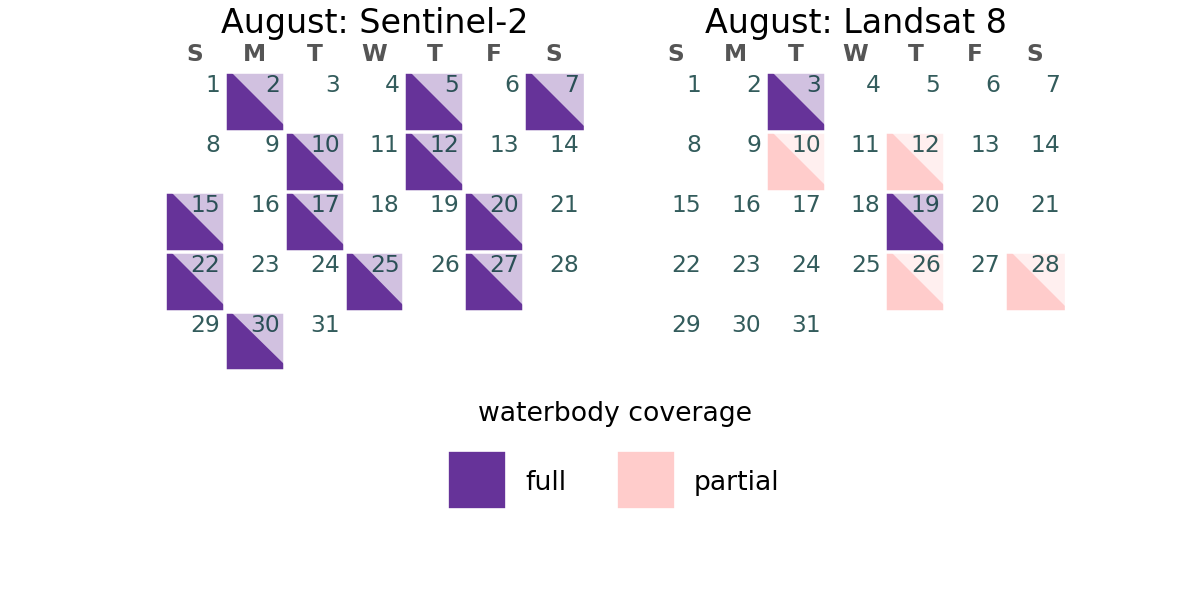 August: Sentinel-2
S M T W T F S
1 2 3 4 5 6 7
8 9 10 11 12 13 14
15 16 17 18 19 20 21
22 23 24 25 26 27 28
29 30 31
August: Landsat 8
S M T W T F S
1 2 3 4 5 6 7
8 9 10 11 12 13 14
15 16 17 18 19 20 21
22 23 24 25 26 27 28
29 30 31
waterbody coverage
full partial